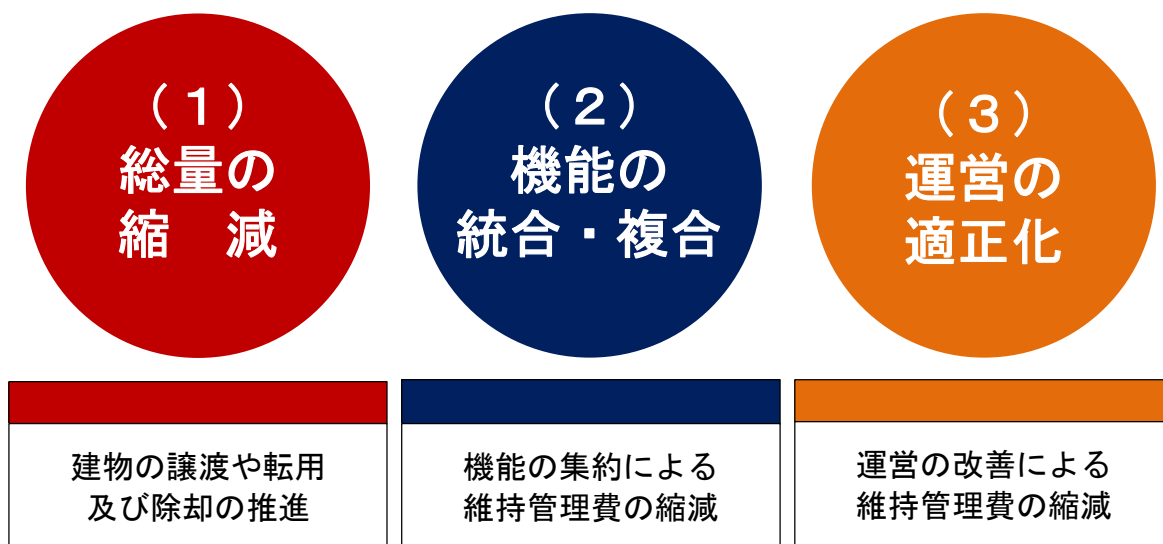 （１）
総量の
縮　減
建物の譲渡や転用
及び除却の推進
（２）
機能の
統合・複合
機能の集約による
維持管理費の縮減
（３）
運営の
適正化
運営の改善による
維持管理費の縮減